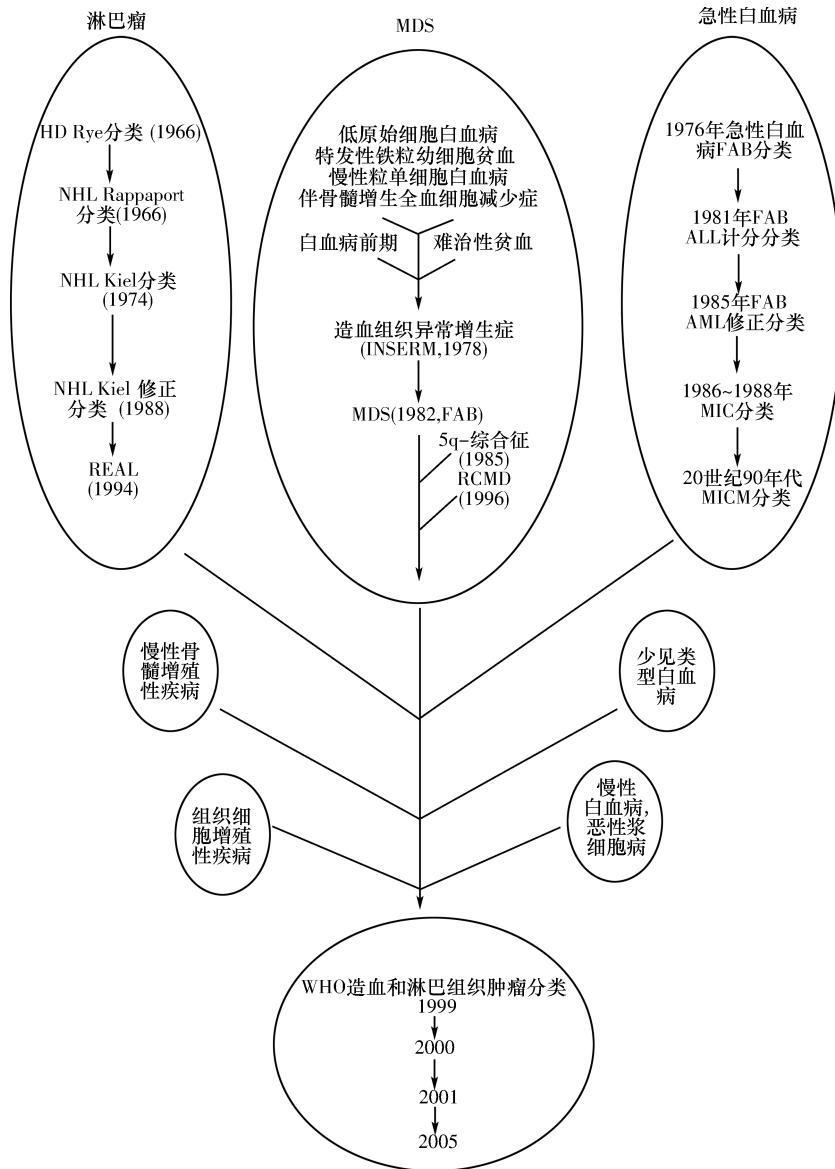 淋巴瘤
HD Rye分类 (1966)
NHL Rappaport
分类(1966)
NHL Kiel分类
(1974)
NHL Kiel 修正
分类 (1988)
REAL
(1994)
MDS
低原始细胞白血病
特发性铁粒幼细胞贫血
慢性粒单细胞白血病
伴骨髓增生全血细胞减少症
白血病前期 难治性贫血
造血组织异常增生症
(INSERM,1978)
MDS(1982,FAB)
5q-综合征
(1985)
RCMD
(1996)
急性白血病
1976年急性白血
病FAB分类
1981年FAB
ALL计分分类
1985年FAB
AML修正分类
1986~1988年
MIC分类
20世纪90年代
MICM分类
慢性骨
髓增殖
性疾病
少见类
型白血
病
组织细
胞增殖
性疾病
慢性
白血病,
恶性浆
细胞病
WHO造血和淋巴组织肿瘤分类
1999
2000
2001
2005